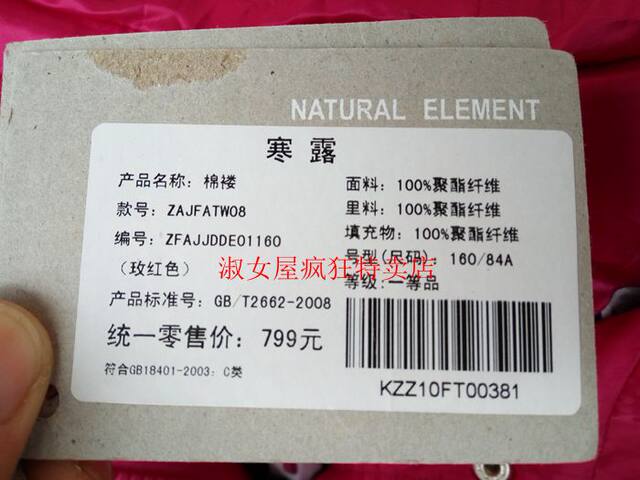 NATURAL ELEMENT
寒露
产品名称: 棉褛
款号: ZAJFATW08
编号: ZFAJJDDE01160
(玫红色)
产品标准号: GB/T2662-2008
统一零售价: 799元
符合GB18401-2003: C类
面料: 100%聚酯纤维
里料: 100%聚酯纤维
填充物: 100%聚酯纤维
号型(尺码): 160/84A
等级:一等品
KZZ10FT00381
淑女屋疯狂特卖店